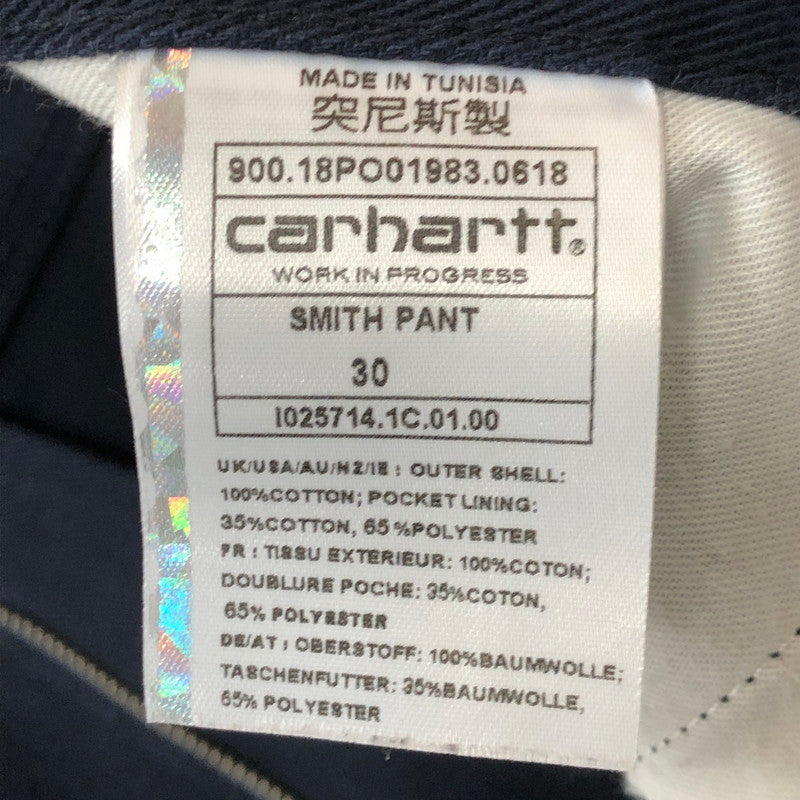 MADE IN TUNISIA
突尼斯製
900.18PO01983.0618
carhartt®
WORK IN PROGRESS
SMITH PANT
30
I025714.1C.01.00
UK/USA/AU/NZ/IE : OUTER SHELL:
100%COTTON; POCKET LINING:
35%COTTON, 65%POLYESTER
FR : TISSU EXTERIEUR: 100%COTON;
DOUBLURE POCHE: 35%COTON,
65% POLYESTER
DE/AT : OBERSTOFF: 100%BAUMWOLLE;
TASCHENFUTTER: 35%BAUMWOLLE,
65% POLYESTER